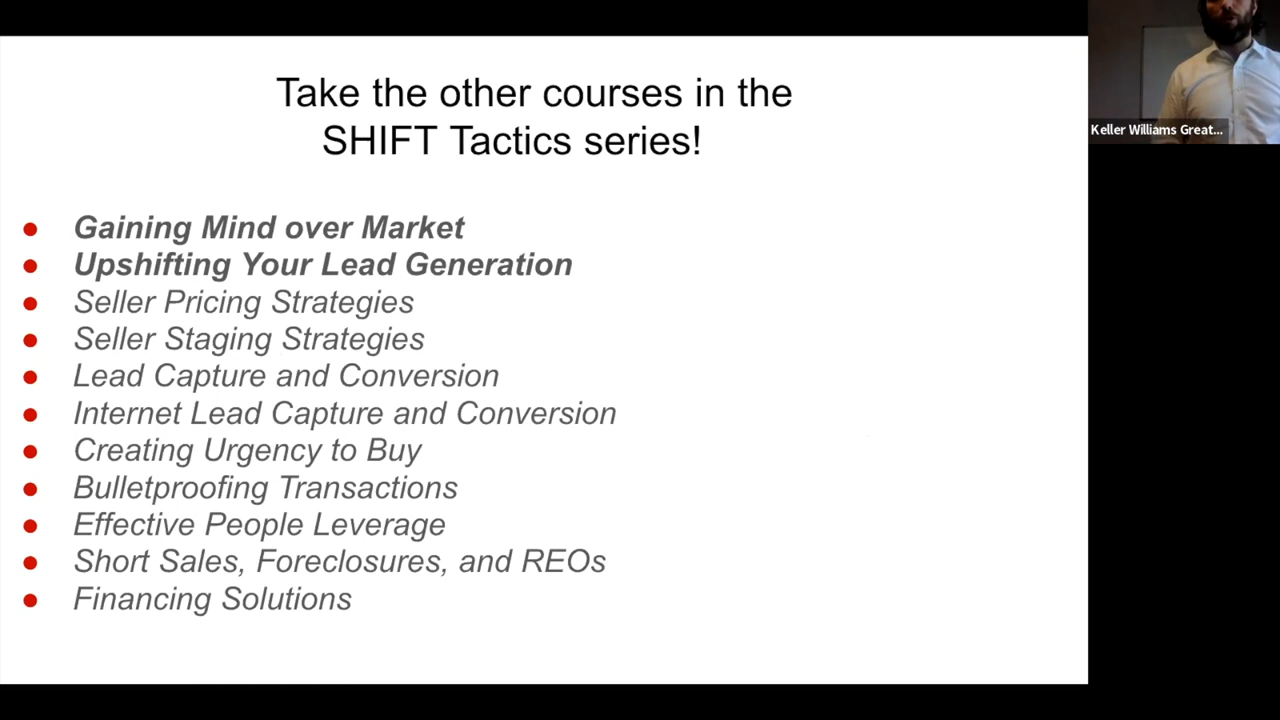 Take the other courses in the
SHIFT Tactics series!
● Gaining Mind over Market
● Upshifting Your Lead Generation
● Seller Pricing Strategies
● Seller Staging Strategies
● Lead Capture and Conversion
● Internet Lead Capture and Conversion
● Creating Urgency to Buy
● Bulletproofing Transactions
● Effective People Leverage
● Short Sales, Foreclosures, and REOs
● Financing Solutions
Keller Williams Great...